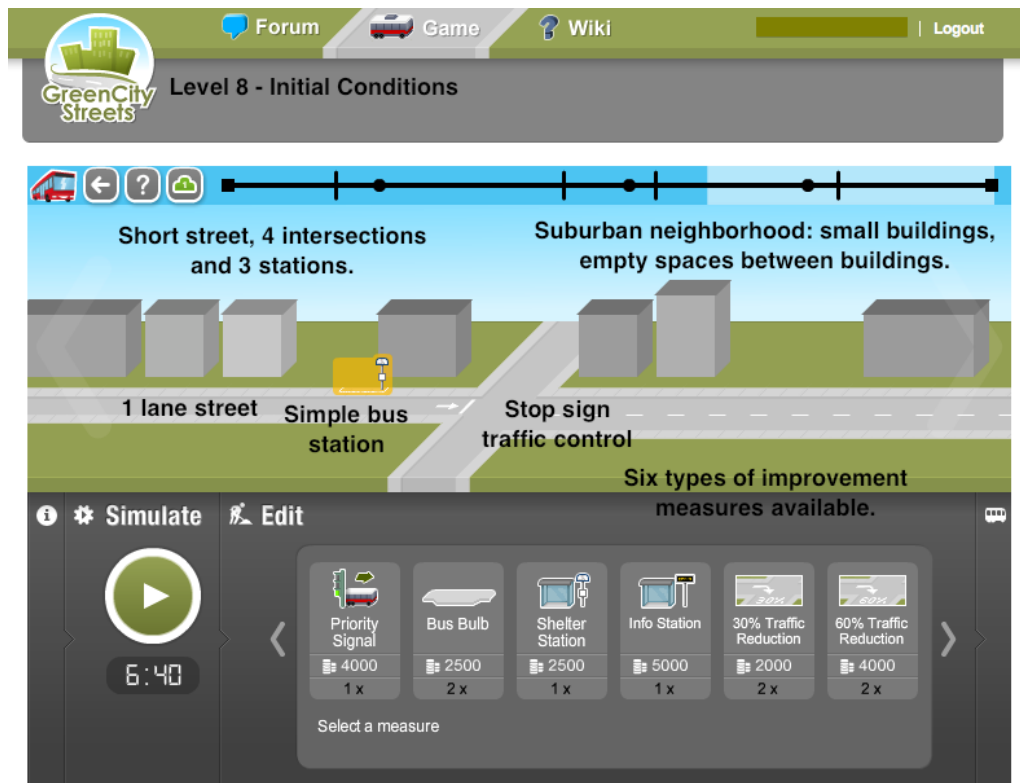 Forum
Game
Wiki
| Logout
GreenCity
Streets
Level 8 - Initial Conditions
?
1
Short street, 4 intersections
and 3 stations.
Suburban neighborhood: small buildings,
empty spaces between buildings.
1 lane street
Simple bus
station
Stop sign
traffic control
Six types of improvement
measures available.
Simulate
Edit
6:40
Priority
Signal
4000
1 x
Bus Bulb
2500
2 x
Shelter
Station
2500
1 x
Info Station
5000
1 x
30%
30% Traffic
Reduction
2000
2 x
60%
60% Traffic
Reduction
4000
2 x
Select a measure